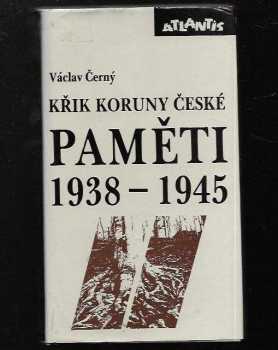 ATLANTIS
Václav Černý
KŘIK KORUNY ČESKÉ
PAMĚTI
1938 – 1945